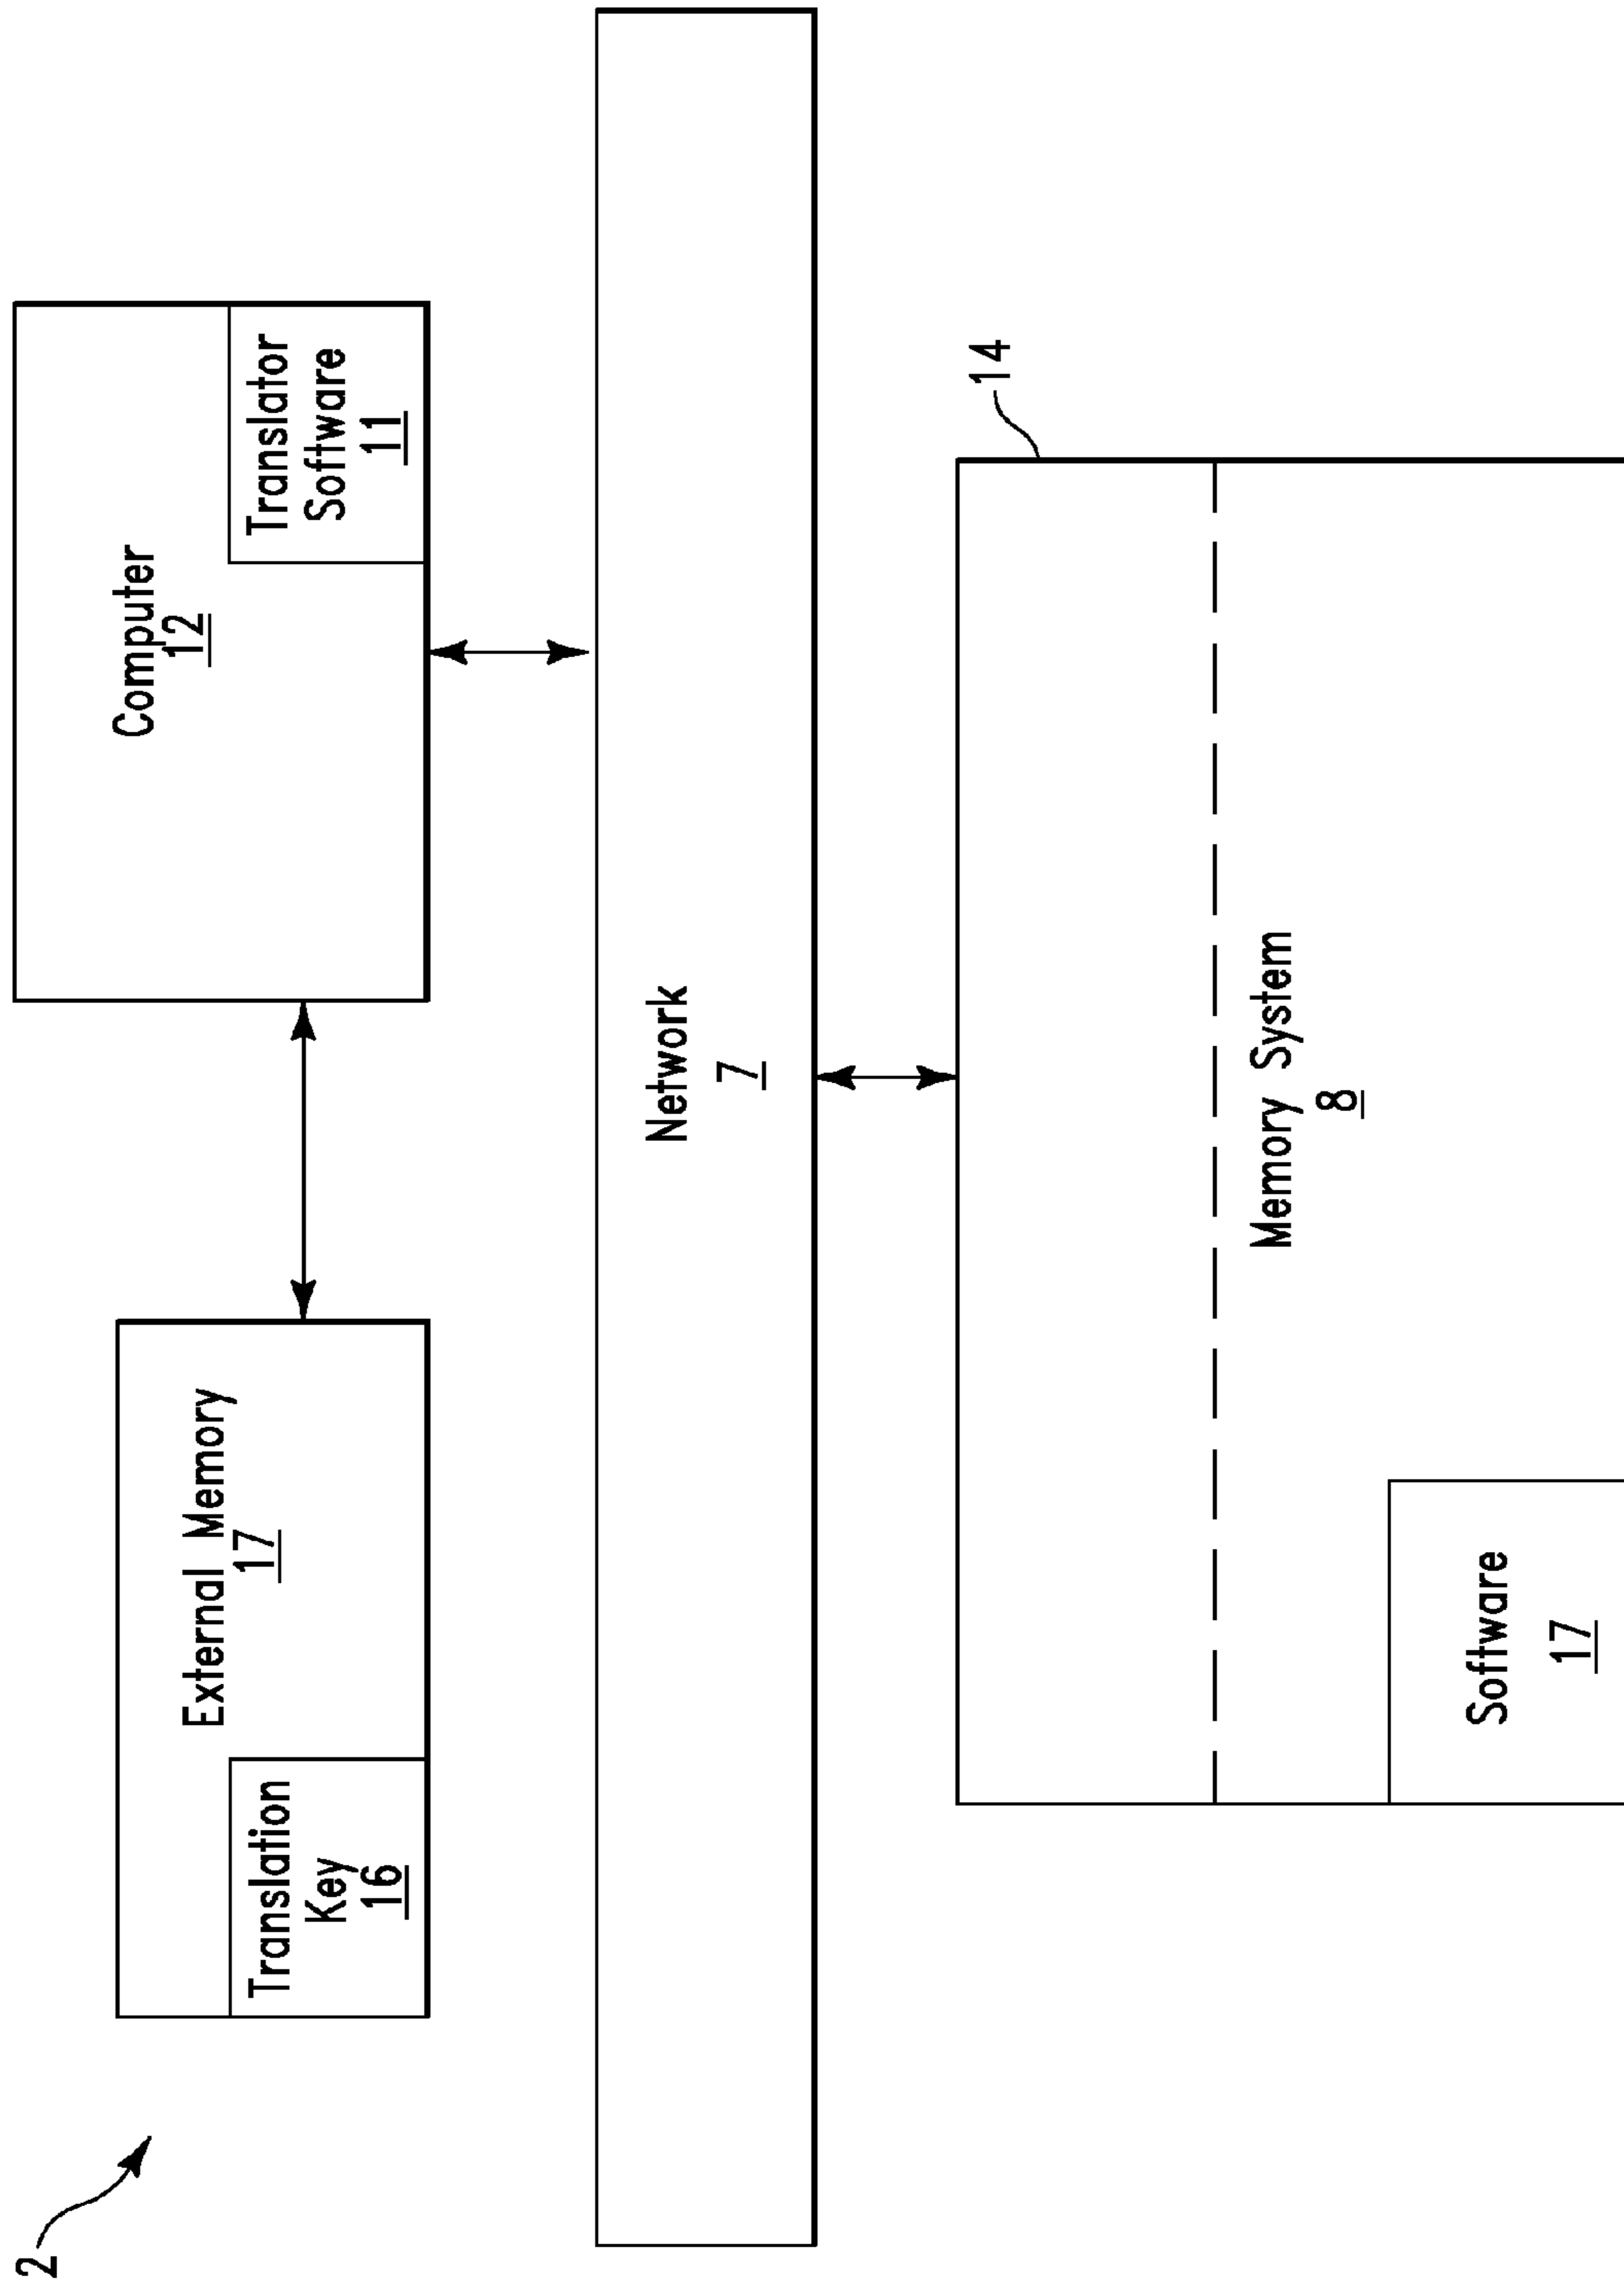 2
External Memory
17
Translation
Key
16
Computer
12
Translator
Software
11
Network
7
14
Memory System
8
Software
17